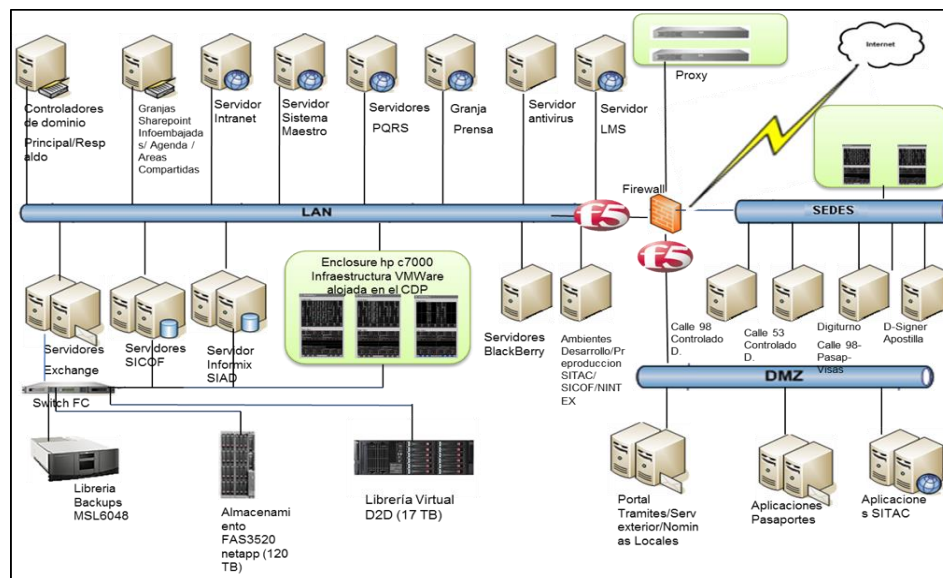 Controladores
de dominio
Principal/Resp
aldo
Granjas
Sharepoint
Infoembajada
s/ Agenda /
Areas
Compartidas
Servidor
Intranet
Servidor
Sistema
Maestro
Servidores
PQRS
Granja
Prensa
Servidor
antivirus
Servidor
LMS
Proxy
Internet
Firewall
LAN
f5
SEDES
f5
Servidores
Exchange
Servidores
SICOF
Servidor
Informix
SIAD
Enclosure hp c7000
Infraestructura VMWare
alojada en el CDP
Servidores
BlackBerry
Ambientes
Desarrollo/Pr
eproduccion
SITAC/
SICOF/NINT
EX
Calle 98
Controlado
D.
Calle 53
Controlado
D.
Digiturno
Calle 98-
Pasap-
Visas
D-Signer
Apostilla
DMZ
Switch FC
Libreria
Backups
MSL6048
Almacenami
ento
FAS3520
netapp (120
TB)
Librería Virtual
D2D (17 TB)
Portal
Tramites/Serv
exterior/Nomin
as Locales
Aplicaciones
Pasaportes
Aplicacione
s SITAC